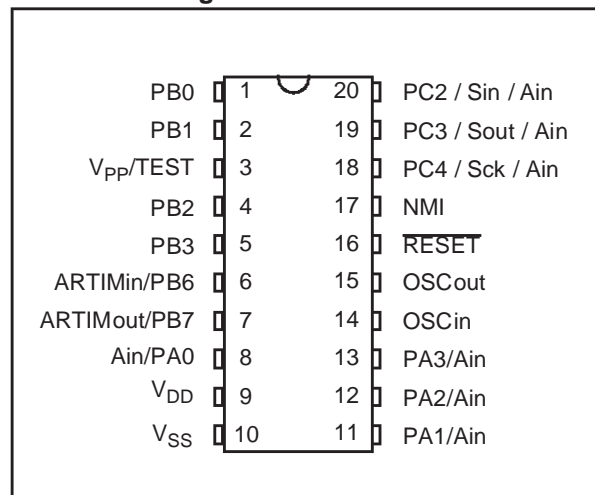 PB0 1 20 PC2 / Sin / Ain
PB1 2 19 PC3 / Sout / Ain
VPP/TEST 3 18 PC4 / Sck / Ain
PB2 4 17 NMI
PB3 5 16 RESET
ARTIMin/PB6 6 15 OSCout
ARTIMout/PB7 7 14 OSCin
Ain/PA0 8 13 PA3/Ain
VDD 9 12 PA2/Ain
VSS 10 11 PA1/Ain